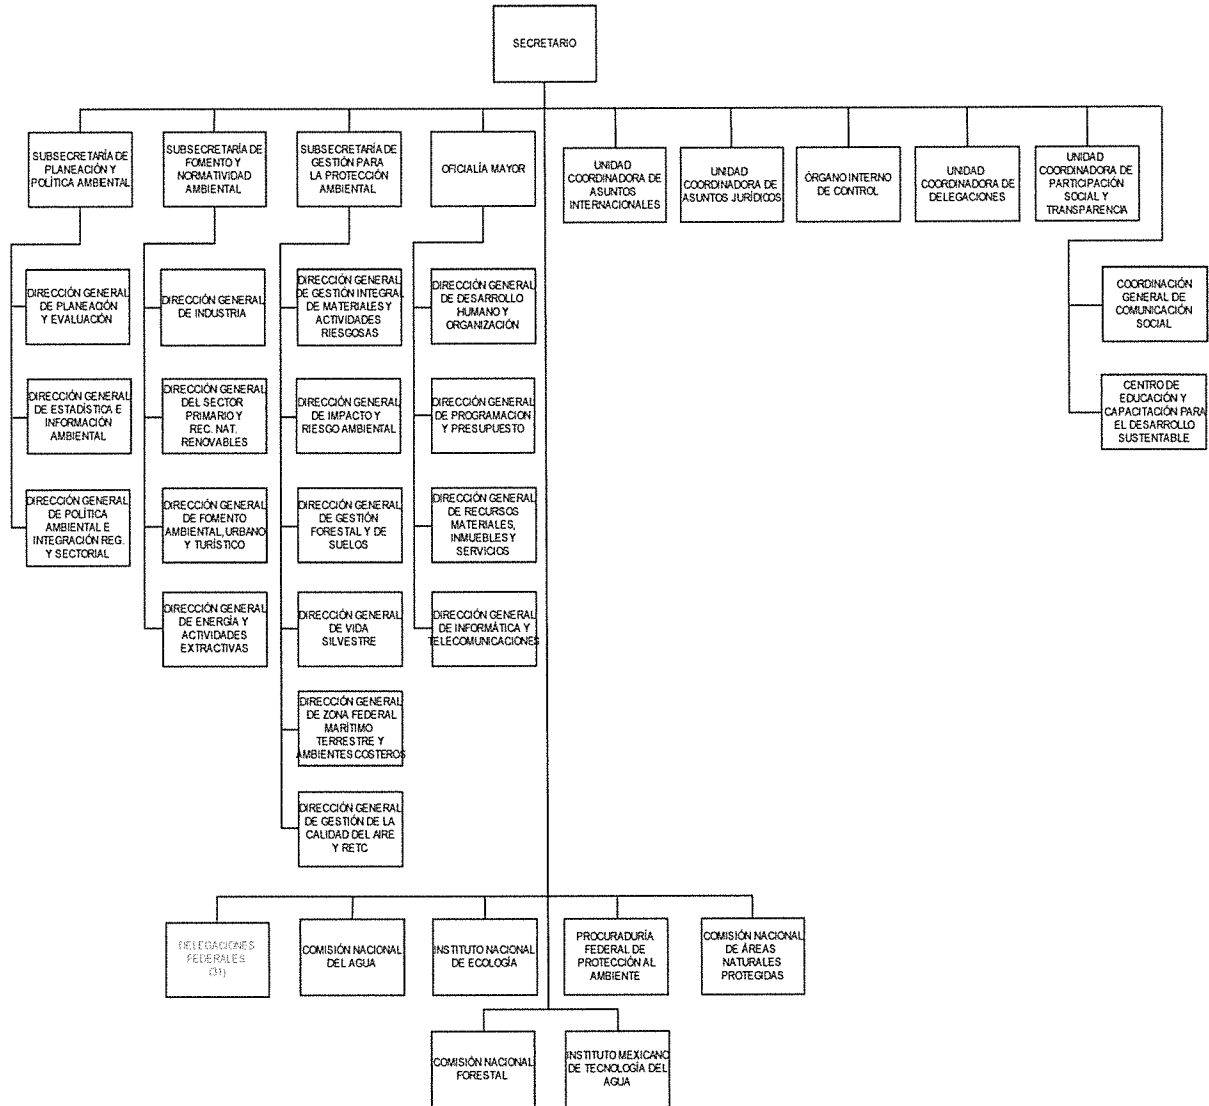 SECRETARIO
SUBSECRETARÍA DE
PLANEACIÓN Y
POLÍTICA AMBIENTAL
SUBSECRETARÍA DE
FOMENTO Y
NORMATIVIDAD
AMBIENTAL
SUBSECRETARÍA DE
GESTIÓN PARA
LA PROTECCIÓN
AMBIENTAL
OFICIALÍA MAYOR
UNIDAD
COORDINADORA DE
ASUNTOS
INTERNACIONALES
UNIDAD
COORDINADORA DE
ASUNTOS JURÍDICOS
ÓRGANO INTERNO
DE CONTROL
UNIDAD
COORDINADORA DE
DELEGACIONES
UNIDAD
COORDINADORA DE
PARTICIPACIÓN
SOCIAL Y
TRANSPARENCIA
DIRECCIÓN GENERAL
DE PLANEACIÓN
Y EVALUACIÓN
DIRECCIÓN GENERAL
DE INDUSTRIA
DIRECCIÓN GENERAL
DE GESTIÓN INTEGRAL
DE MATERIALES Y
ACTIVIDADES
RIESGOSAS
DIRECCIÓN GENERAL
DE DESARROLLO
HUMANO Y
ORGANIZACIÓN
COORDINACIÓN
GENERAL DE
COMUNICACIÓN
SOCIAL
DIRECCIÓN GENERAL
DE ESTADÍSTICA E
INFORMACIÓN
AMBIENTAL
DIRECCIÓN GENERAL
DEL SECTOR
PRIMARIO Y
REC. NAT.
RENOVABLES
DIRECCIÓN GENERAL
DE IMPACTO Y
RIESGO AMBIENTAL
DIRECCIÓN GENERAL
DE PROGRAMACION
Y PRESUPUESTO
CENTRO DE
EDUCACIÓN Y
CAPACITACIÓN PARA
EL DESARROLLO
SUSTENTABLE
DIRECCIÓN GENERAL
DE POLÍTICA
AMBIENTAL E
INTEGRACIÓN REG.
Y SECTORIAL
DIRECCIÓN GENERAL
DE FOMENTO
AMBIENTAL, URBANO
Y TURÍSTICO
DIRECCIÓN GENERAL
DE GESTIÓN
FORESTAL Y DE
SUELOS
DIRECCIÓN GENERAL
DE RECURSOS
MATERIALES,
INMUEBLES Y
SERVICIOS
DIRECCIÓN GENERAL
DE ENERGÍA Y
ACTIVIDADES
EXTRACTIVAS
DIRECCIÓN GENERAL
DE VIDA
SILVESTRE
DIRECCIÓN GENERAL
DE INFORMÁTICA Y
TELECOMUNICACIONES
DIRECCIÓN GENERAL
DE ZONA FEDERAL
MARÍTIMO
TERRESTRE Y
AMBIENTES COSTEROS
DIRECCIÓN GENERAL
DE GESTIÓN DE LA
CALIDAD DEL AIRE
Y RETC
DELEGACIONES
FEDERALES
(31)
COMISIÓN NACIONAL
DEL AGUA
INSTITUTO NACIONAL
DE ECOLOGÍA
PROCURADURÍA
FEDERAL DE
PROTECCIÓN AL
AMBIENTE
COMISIÓN NACIONAL
DE ÁREAS
NATURALES
PROTEGIDAS
COMISIÓN NACIONAL
FORESTAL
INSTITUTO MEXICANO
DE TECNOLOGÍA DEL
AGUA